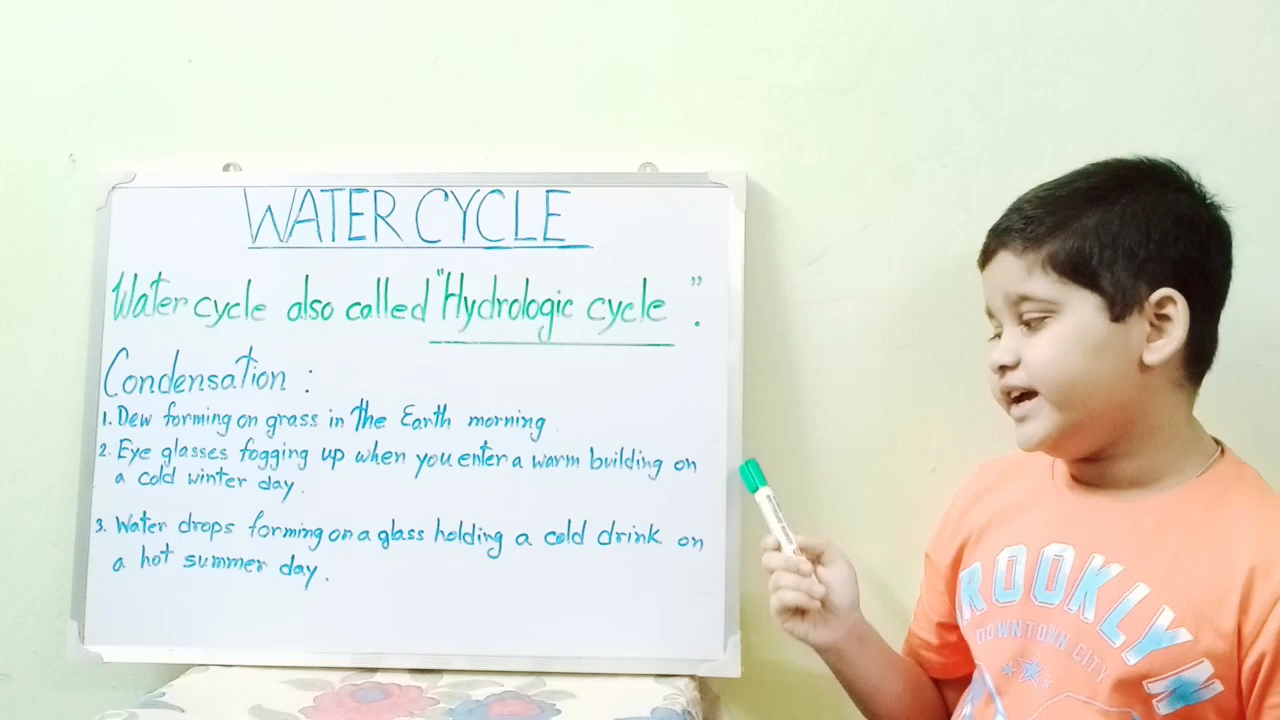 WATER CYCLE
Water cycle also called "Hydrologic cycle".
Condensation :
1. Dew forming on grass in the Earth morning
2. Eye glasses fogging up when you enter a warm building on
a cold winter day.
3. Water drops forming on a glass holding a cold drink on
a hot summer day.
ROOKLYN
DOWNTOWN CITY